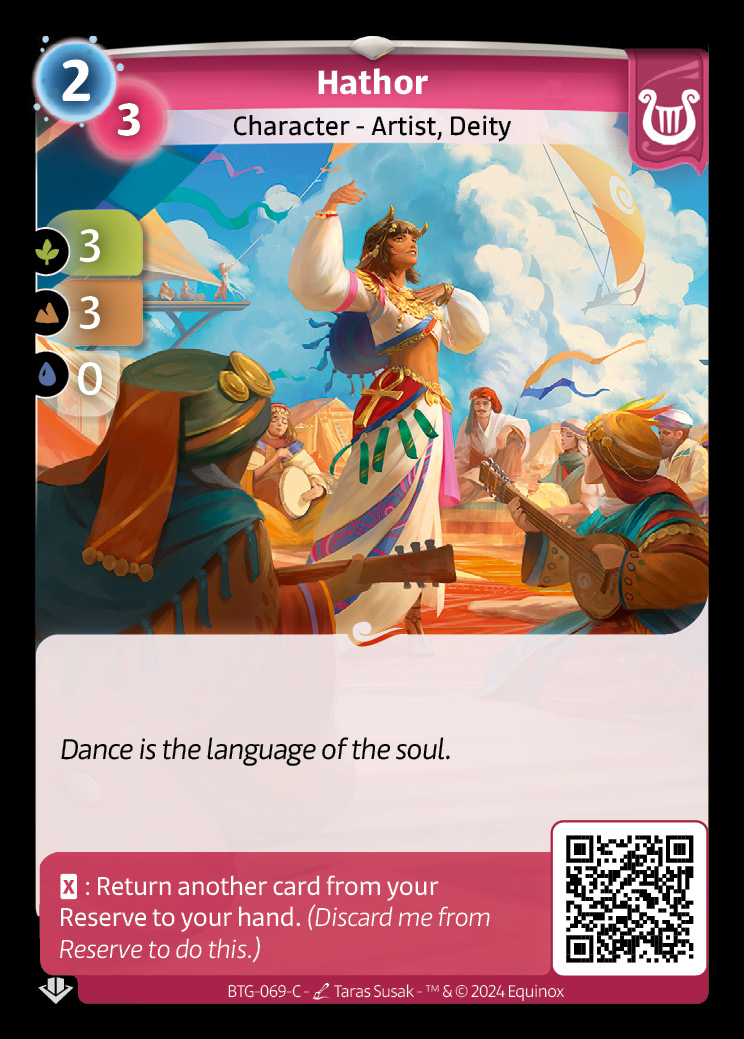 2
Hathor
3
Character - Artist, Deity
3
3
0
Dance is the language of the soul.
X : Return another card from your
Reserve to your hand. (Discard me from
Reserve to do this.)
BTG-069-C - Taras Susak - ™ & © 2024 Equinox